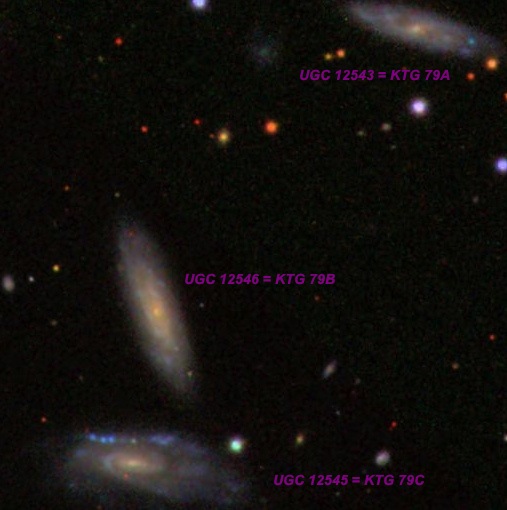 UGC 12543 = KTG 79A
UGC 12546 = KTG 79B
UGC 12545 = KTG 79C